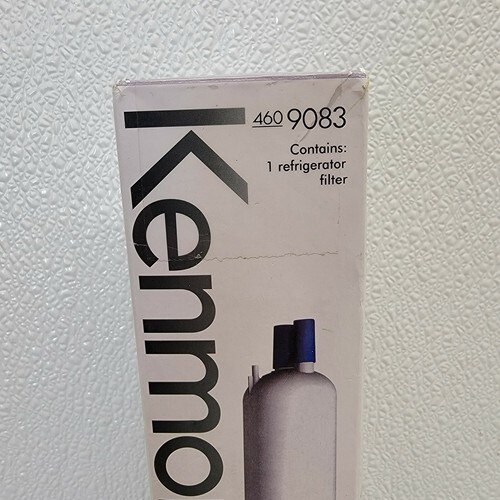 Kenmo
460 9083
Contains:
1 refrigerator
filter